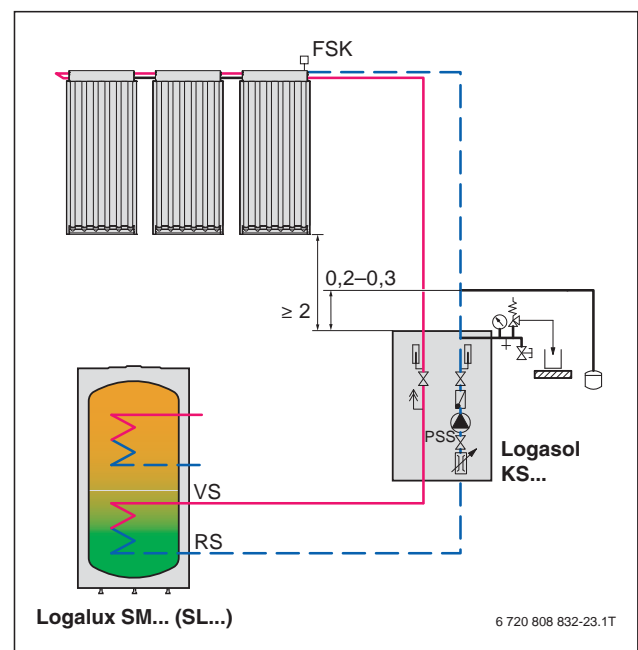 FSK
0,2–0,3
≥ 2
PSS
Logasol
KS...
VS
RS
Logalux SM... (SL...)
6 720 808 832-23.1T